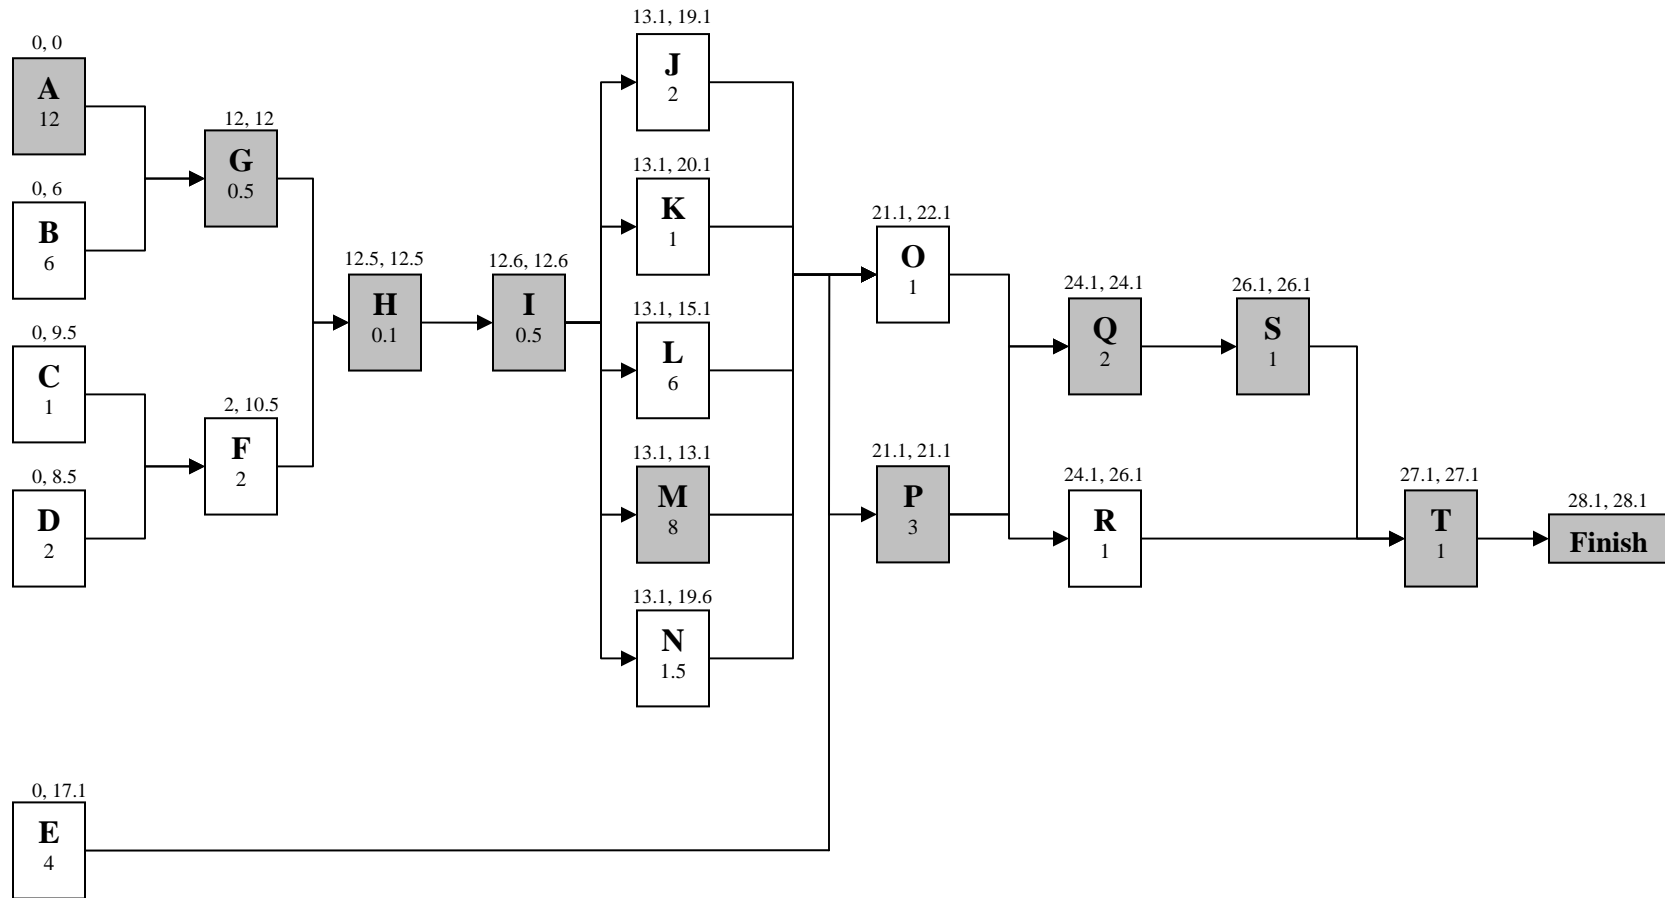 0, 0
A
12
0, 6
B
6
0, 9.5
C
1
0, 8.5
D
2
0, 17.1
E
4
12, 12
G
0.5
2, 10.5
F
2
12.5, 12.5
H
0.1
12.6, 12.6
I
0.5
13.1, 19.1
J
2
13.1, 20.1
K
1
13.1, 15.1
L
6
13.1, 13.1
M
8
13.1, 19.6
N
1.5
21.1, 22.1
O
1
21.1, 21.1
P
3
24.1, 24.1
Q
2
24.1, 26.1
R
1
26.1, 26.1
S
1
27.1, 27.1
T
1
28.1, 28.1
Finish